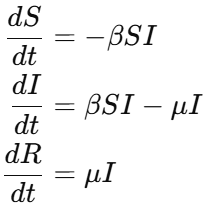 dS/dt = −βSI
dI/dt = βSI − μI
dR/dt = μI